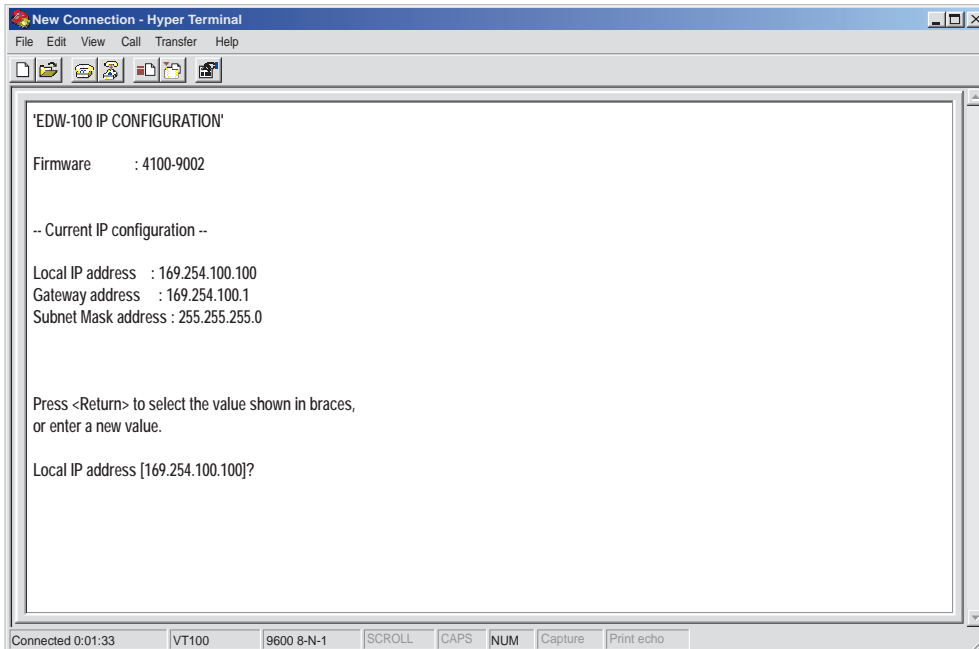 New Connection - Hyper Terminal
File Edit View Call Transfer Help
'EDW-100 IP CONFIGURATION'
Firmware : 4100-9002
-- Current IP configuration --
Local IP address : 169.254.100.100
Gateway address : 169.254.100.1
Subnet Mask address : 255.255.255.0
Press <Return> to select the value shown in braces,
or enter a new value.
Local IP address [169.254.100.100]?
Connected 0:01:33 VT100 9600 8-N-1 SCROLL CAPS NUM Capture Print echo